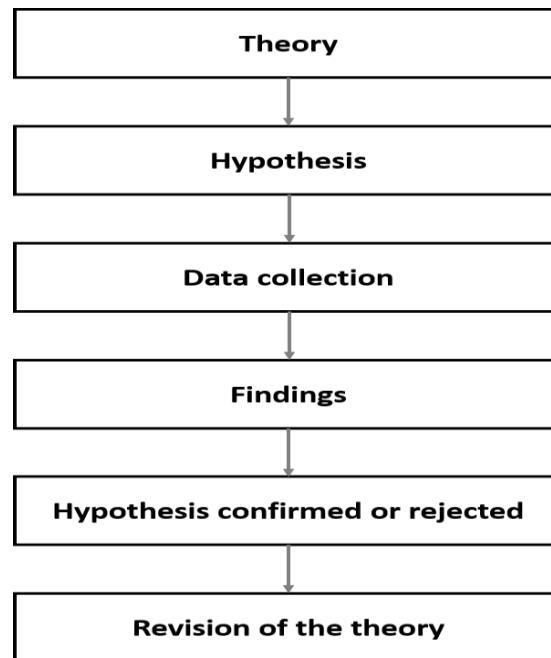 Theory
Hypothesis
Data collection
Findings
Hypothesis confirmed or rejected
Revision of the theory